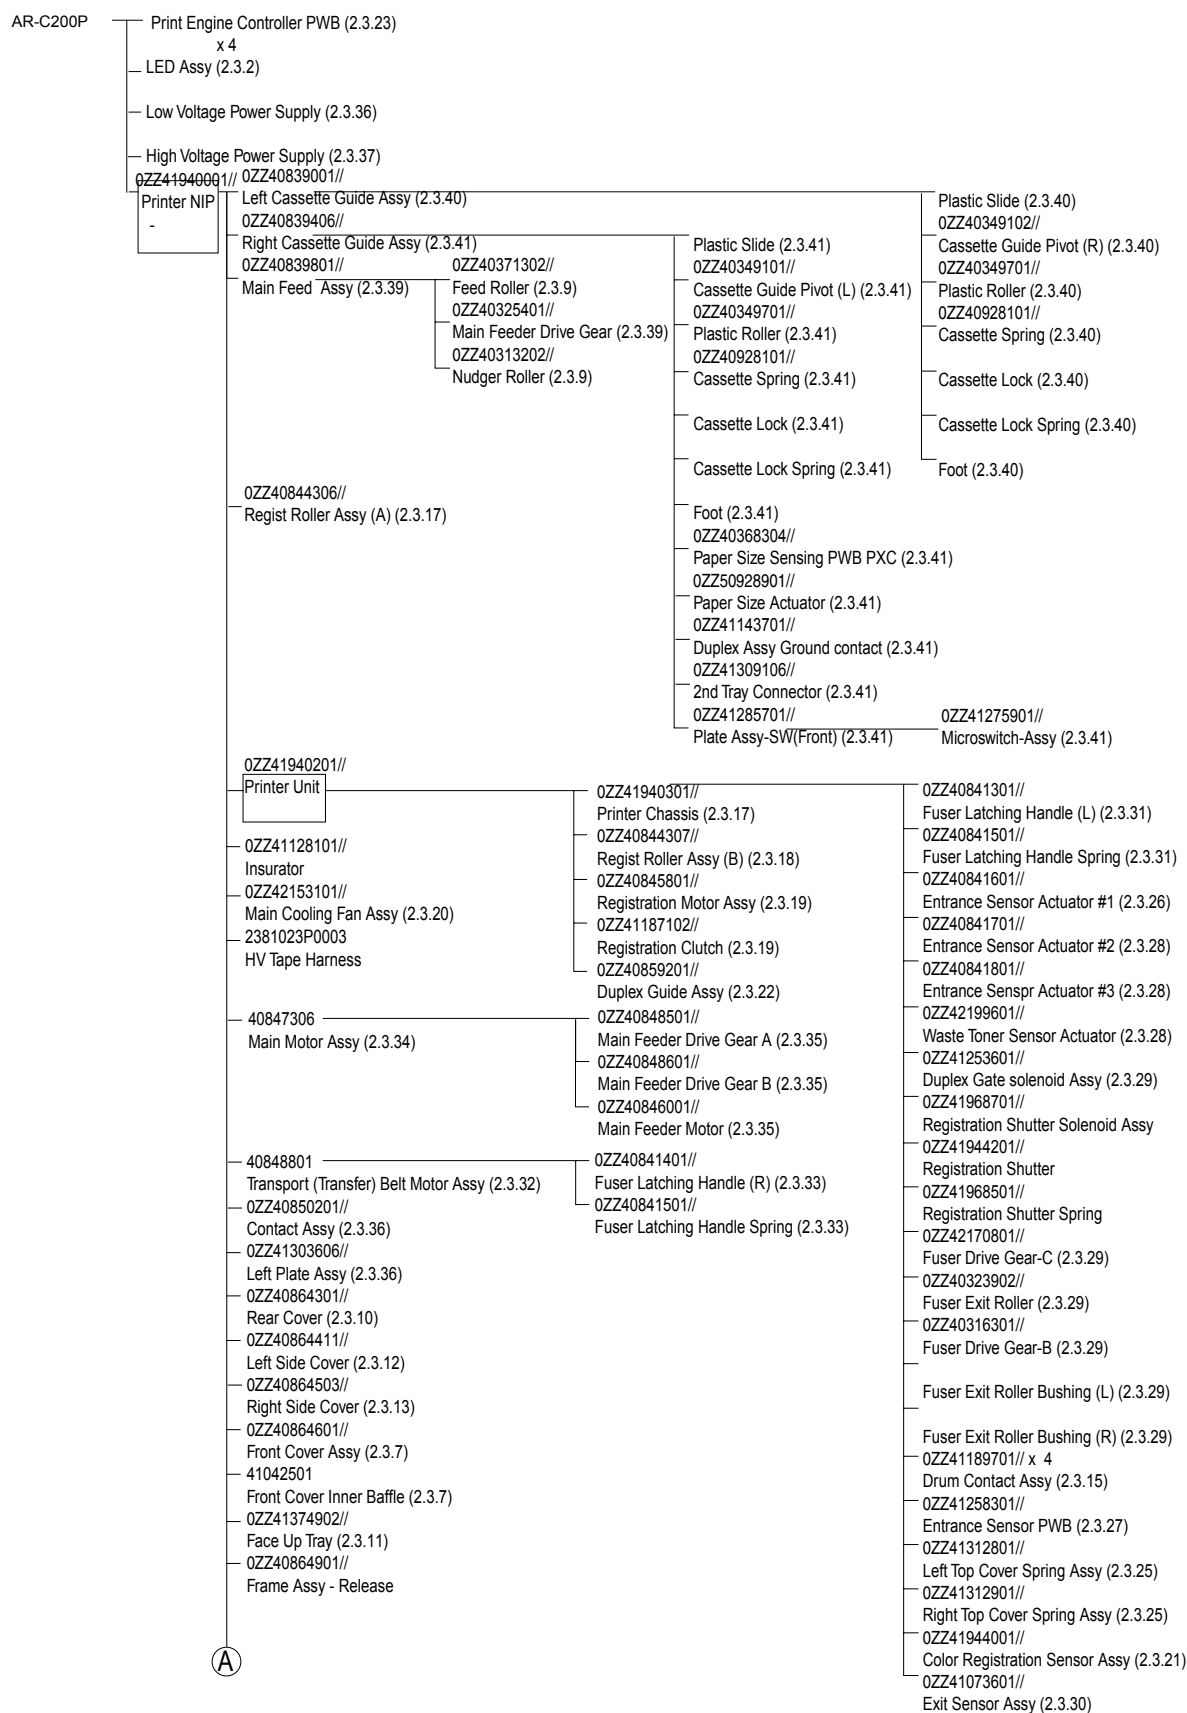 AR-C200P
Print Engine Controller PWB (2.3.23)
x 4
LED Assy (2.3.2)
Low Voltage Power Supply (2.3.36)
High Voltage Power Supply (2.3.37)
0ZZ41940001//
Printer NIP
-
0ZZ40839001//
Left Cassette Guide Assy (2.3.40)
0ZZ40839406//
Right Cassette Guide Assy (2.3.41)
0ZZ40839801//
Main Feed Assy (2.3.39)
0ZZ40371302//
Feed Roller (2.3.9)
0ZZ40325401//
Main Feeder Drive Gear (2.3.39)
0ZZ40313202//
Nudger Roller (2.3.9)
Plastic Slide (2.3.41)
0ZZ40349101//
Cassette Guide Pivot (L) (2.3.41)
0ZZ40349701//
Plastic Roller (2.3.41)
0ZZ40928101//
Cassette Spring (2.3.41)
Cassette Lock (2.3.41)
Cassette Lock Spring (2.3.41)
Foot (2.3.41)
0ZZ40368304//
Paper Size Sensing PWB PXC (2.3.41)
0ZZ50928901//
Paper Size Actuator (2.3.41)
0ZZ41143701//
Duplex Assy Ground contact (2.3.41)
0ZZ41309106//
2nd Tray Connector (2.3.41)
0ZZ41285701//
Plate Assy-SW(Front) (2.3.41)
0ZZ41275901//
Microswitch-Assy (2.3.41)
Plastic Slide (2.3.40)
0ZZ40349102//
Cassette Guide Pivot (R) (2.3.40)
0ZZ40349701//
Plastic Roller (2.3.40)
0ZZ40928101//
Cassette Spring (2.3.40)
Cassette Lock (2.3.40)
Cassette Lock Spring (2.3.40)
Foot (2.3.40)
0ZZ40844306//
Regist Roller Assy (A) (2.3.17)
0ZZ41940201//
Printer Unit
0ZZ41128101//
Insurator
0ZZ42153101//
Main Cooling Fan Assy (2.3.20)
2381023P0003
HV Tape Harness
40847306
Main Motor Assy (2.3.34)
40848801
Transport (Transfer) Belt Motor Assy (2.3.32)
0ZZ40850201//
Contact Assy (2.3.36)
0ZZ41303606//
Left Plate Assy (2.3.36)
0ZZ40864301//
Rear Cover (2.3.10)
0ZZ40864411//
Left Side Cover (2.3.12)
0ZZ40864503//
Right Side Cover (2.3.13)
0ZZ40864601//
Front Cover Assy (2.3.7)
41042501
Front Cover Inner Baffle (2.3.7)
0ZZ41374902//
Face Up Tray (2.3.11)
0ZZ40864901//
Frame Assy - Release
A
0ZZ41940301//
Printer Chassis (2.3.17)
0ZZ40844307//
Regist Roller Assy (B) (2.3.18)
0ZZ40845801//
Registration Motor Assy (2.3.19)
0ZZ41187102//
Registration Clutch (2.3.19)
0ZZ40859201//
Duplex Guide Assy (2.3.22)
0ZZ40848501//
Main Feeder Drive Gear A (2.3.35)
0ZZ40848601//
Main Feeder Drive Gear B (2.3.35)
0ZZ40846001//
Main Feeder Motor (2.3.35)
0ZZ40841401//
Fuser Latching Handle (R) (2.3.33)
0ZZ40841501//
Fuser Latching Handle Spring (2.3.33)
0ZZ40841301//
Fuser Latching Handle (L) (2.3.31)
0ZZ40841501//
Fuser Latching Handle Spring (2.3.31)
0ZZ40841601//
Entrance Sensor Actuator #1 (2.3.26)
0ZZ40841701//
Entrance Sensor Actuator #2 (2.3.28)
0ZZ40841801//
Entrance Senspr Actuator #3 (2.3.28)
0ZZ42199601//
Waste Toner Sensor Actuator (2.3.28)
0ZZ41253601//
Duplex Gate solenoid Assy (2.3.29)
0ZZ41968701//
Registration Shutter Solenoid Assy
0ZZ41944201//
Registration Shutter
0ZZ41968501//
Registration Shutter Spring
0ZZ42170801//
Fuser Drive Gear-C (2.3.29)
0ZZ40323902//
Fuser Exit Roller (2.3.29)
0ZZ40316301//
Fuser Drive Gear-B (2.3.29)
Fuser Exit Roller Bushing (L) (2.3.29)
Fuser Exit Roller Bushing (R) (2.3.29)
0ZZ41189701// x 4
Drum Contact Assy (2.3.15)
0ZZ41258301//
Entrance Sensor PWB (2.3.27)
0ZZ41312801//
Left Top Cover Spring Assy (2.3.25)
0ZZ41312901//
Right Top Cover Spring Assy (2.3.25)
0ZZ41944001//
Color Registration Sensor Assy (2.3.21)
0ZZ41073601//
Exit Sensor Assy (2.3.30)